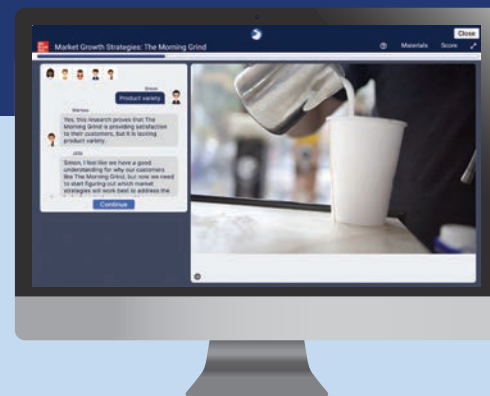 Close
Market Growth Strategies: The Morning Grind
Materials
Score
Simon
Product variety
Yes, this research proves that The
Morning Grind is providing satisfaction
to their customers, but it is lacking
product variety.
Simon, I feel like we have a good
understanding for why our customers
like The Morning Grind, but now we need
to start figuring out which market
strategies will work best to address the
Continue